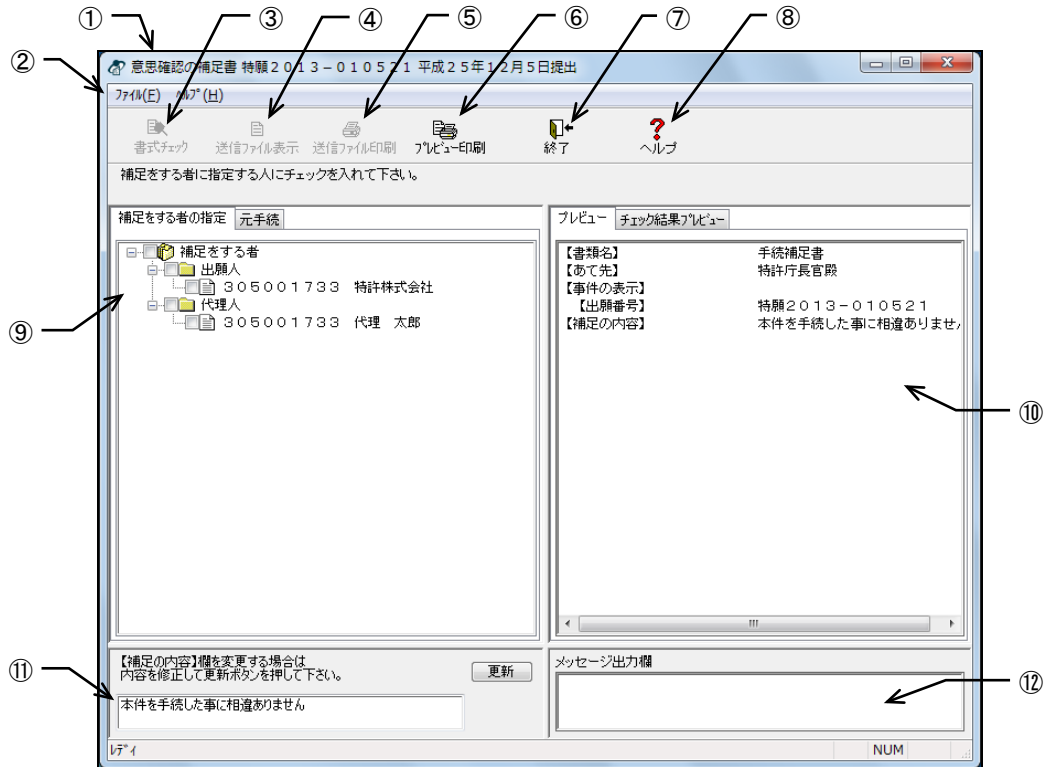 ① ③ ④ ⑤ ⑥ ⑦ ⑧
②
意思確認の補足書 特願２０１３－０１０５２１ 平成２５年１２月５日提出
ﾌｧｲﾙ(F) ﾍﾙﾌﾟ(H)
書式ﾁｪｯｸ 送信ﾌｧｲﾙ表示 送信ﾌｧｲﾙ印刷 ﾌﾟﾚﾋﾞｭｰ印刷 終了 ヘルプ
補足をする者に指定する人にチェックを入れて下さい。
補足をする者の指定 元手続
補足をする者
出願人
３０５００１７３３ 特許株式会社
代理人
３０５００１７３３ 代理 太郎
⑨
プレビュー チェック結果ﾌﾟﾚﾋﾞｭｰ
【書類名】 手続補足書
【あて先】 特許庁長官殿
【事件の表示】
【出願番号】 特願２０１３－０１０５２１
【補足の内容】 本件を手続した事に相違ありませ
⑩
【補足の内容】欄を変更する場合は
内容を修正して更新ボタンを押して下さい。
更新
⑪
本件を手続した事に相違ありません
メッセージ出力欄
⑫
ﾚﾃﾞｨ NUM